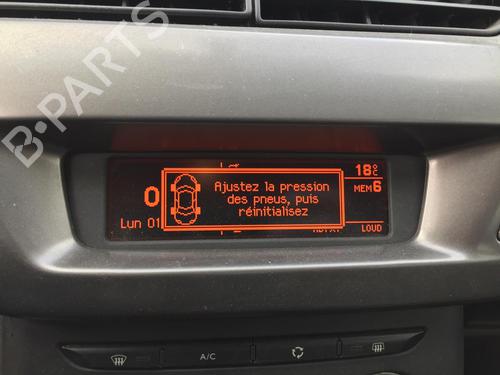 B-PARTS
18°C
MEM6
0
Ajustez la pression
des pneus, puis
réinitialisez
Lun 01
LOUD
A/C